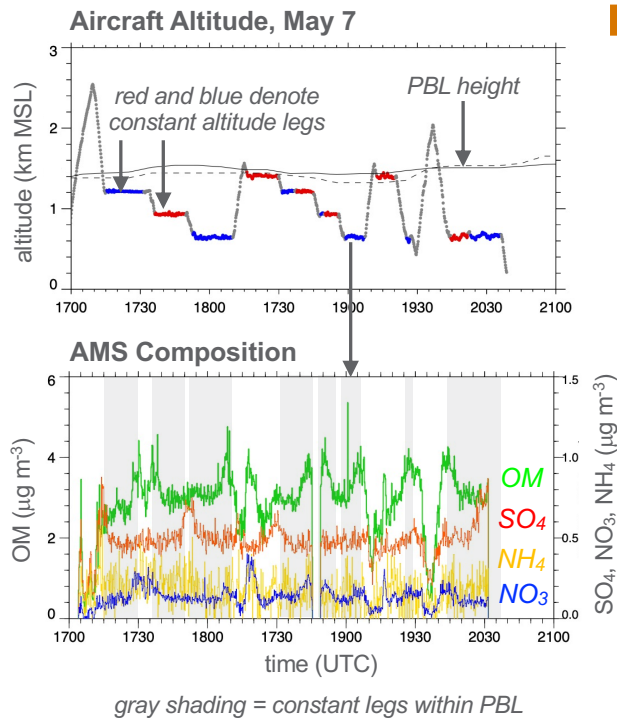 Aircraft Altitude, May 7
altitude (km MSL)
3
2
1
0
red and blue denote
constant altitude legs
PBL height
1700 1730 1800 1730 1900 1930 2030 2100
AMS Composition
OM (μg m-3)
6
4
2
0
1.5
1.0
0.5
0.0
SO4, NO3, NH4 (μg m-3)
OM
SO4
NH4
NO3
1700 1730 1800 1730 1900 1930 2030 2100
time (UTC)
gray shading = constant legs within PBL